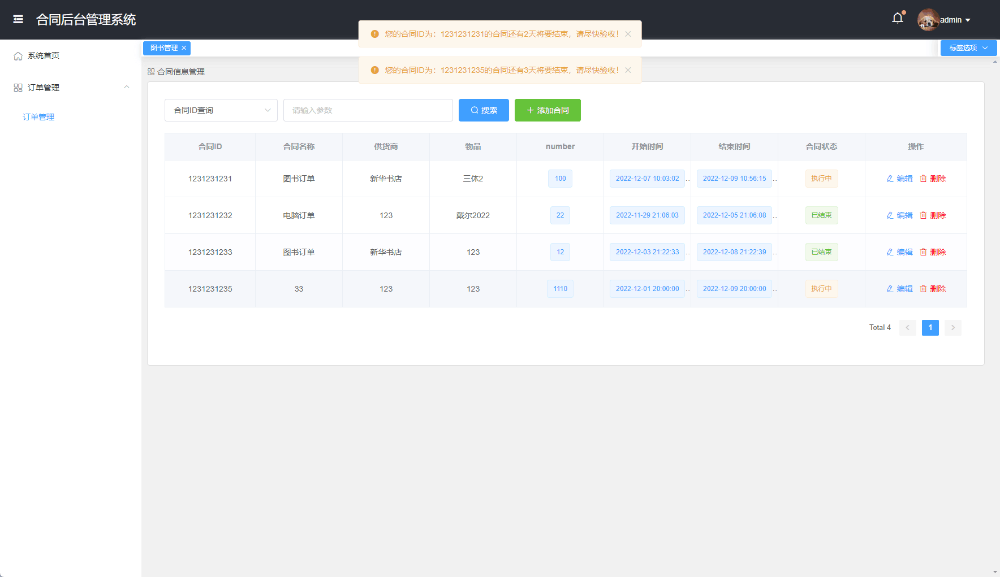 合同后台管理系统
admin
您的合同ID为：1231231231的合同还有2天将要结束，请尽快验收！
您的合同ID为：1231231235的合同还有3天将要结束，请尽快验收！
系统首页
订单管理
订单管理
图书管理
标签选项
合同信息管理
合同ID查询 请输入参数 搜索 添加合同
合同ID 合同名称 供货商 物品 number 开始时间 结束时间 合同状态 操作
1231231231 图书订单 新华书店 三体2 100 2022-12-07 10:03:02 .. 2022-12-09 10:56:15 .. 执行中 编辑 删除
1231231232 电脑订单 123 戴尔2022 22 2022-11-29 21:06:03 2022-12-05 21:06:08 .. 已结束 编辑 删除
1231231233 图书订单 新华书店 123 12 2022-12-03 21:22:33 .. 2022-12-08 21:22:39 .. 已结束 编辑 删除
1231231235 33 123 123 1110 2022-12-01 20:00:00 .. 2022-12-09 20:00:00 .. 执行中 编辑 删除
Total 4 1